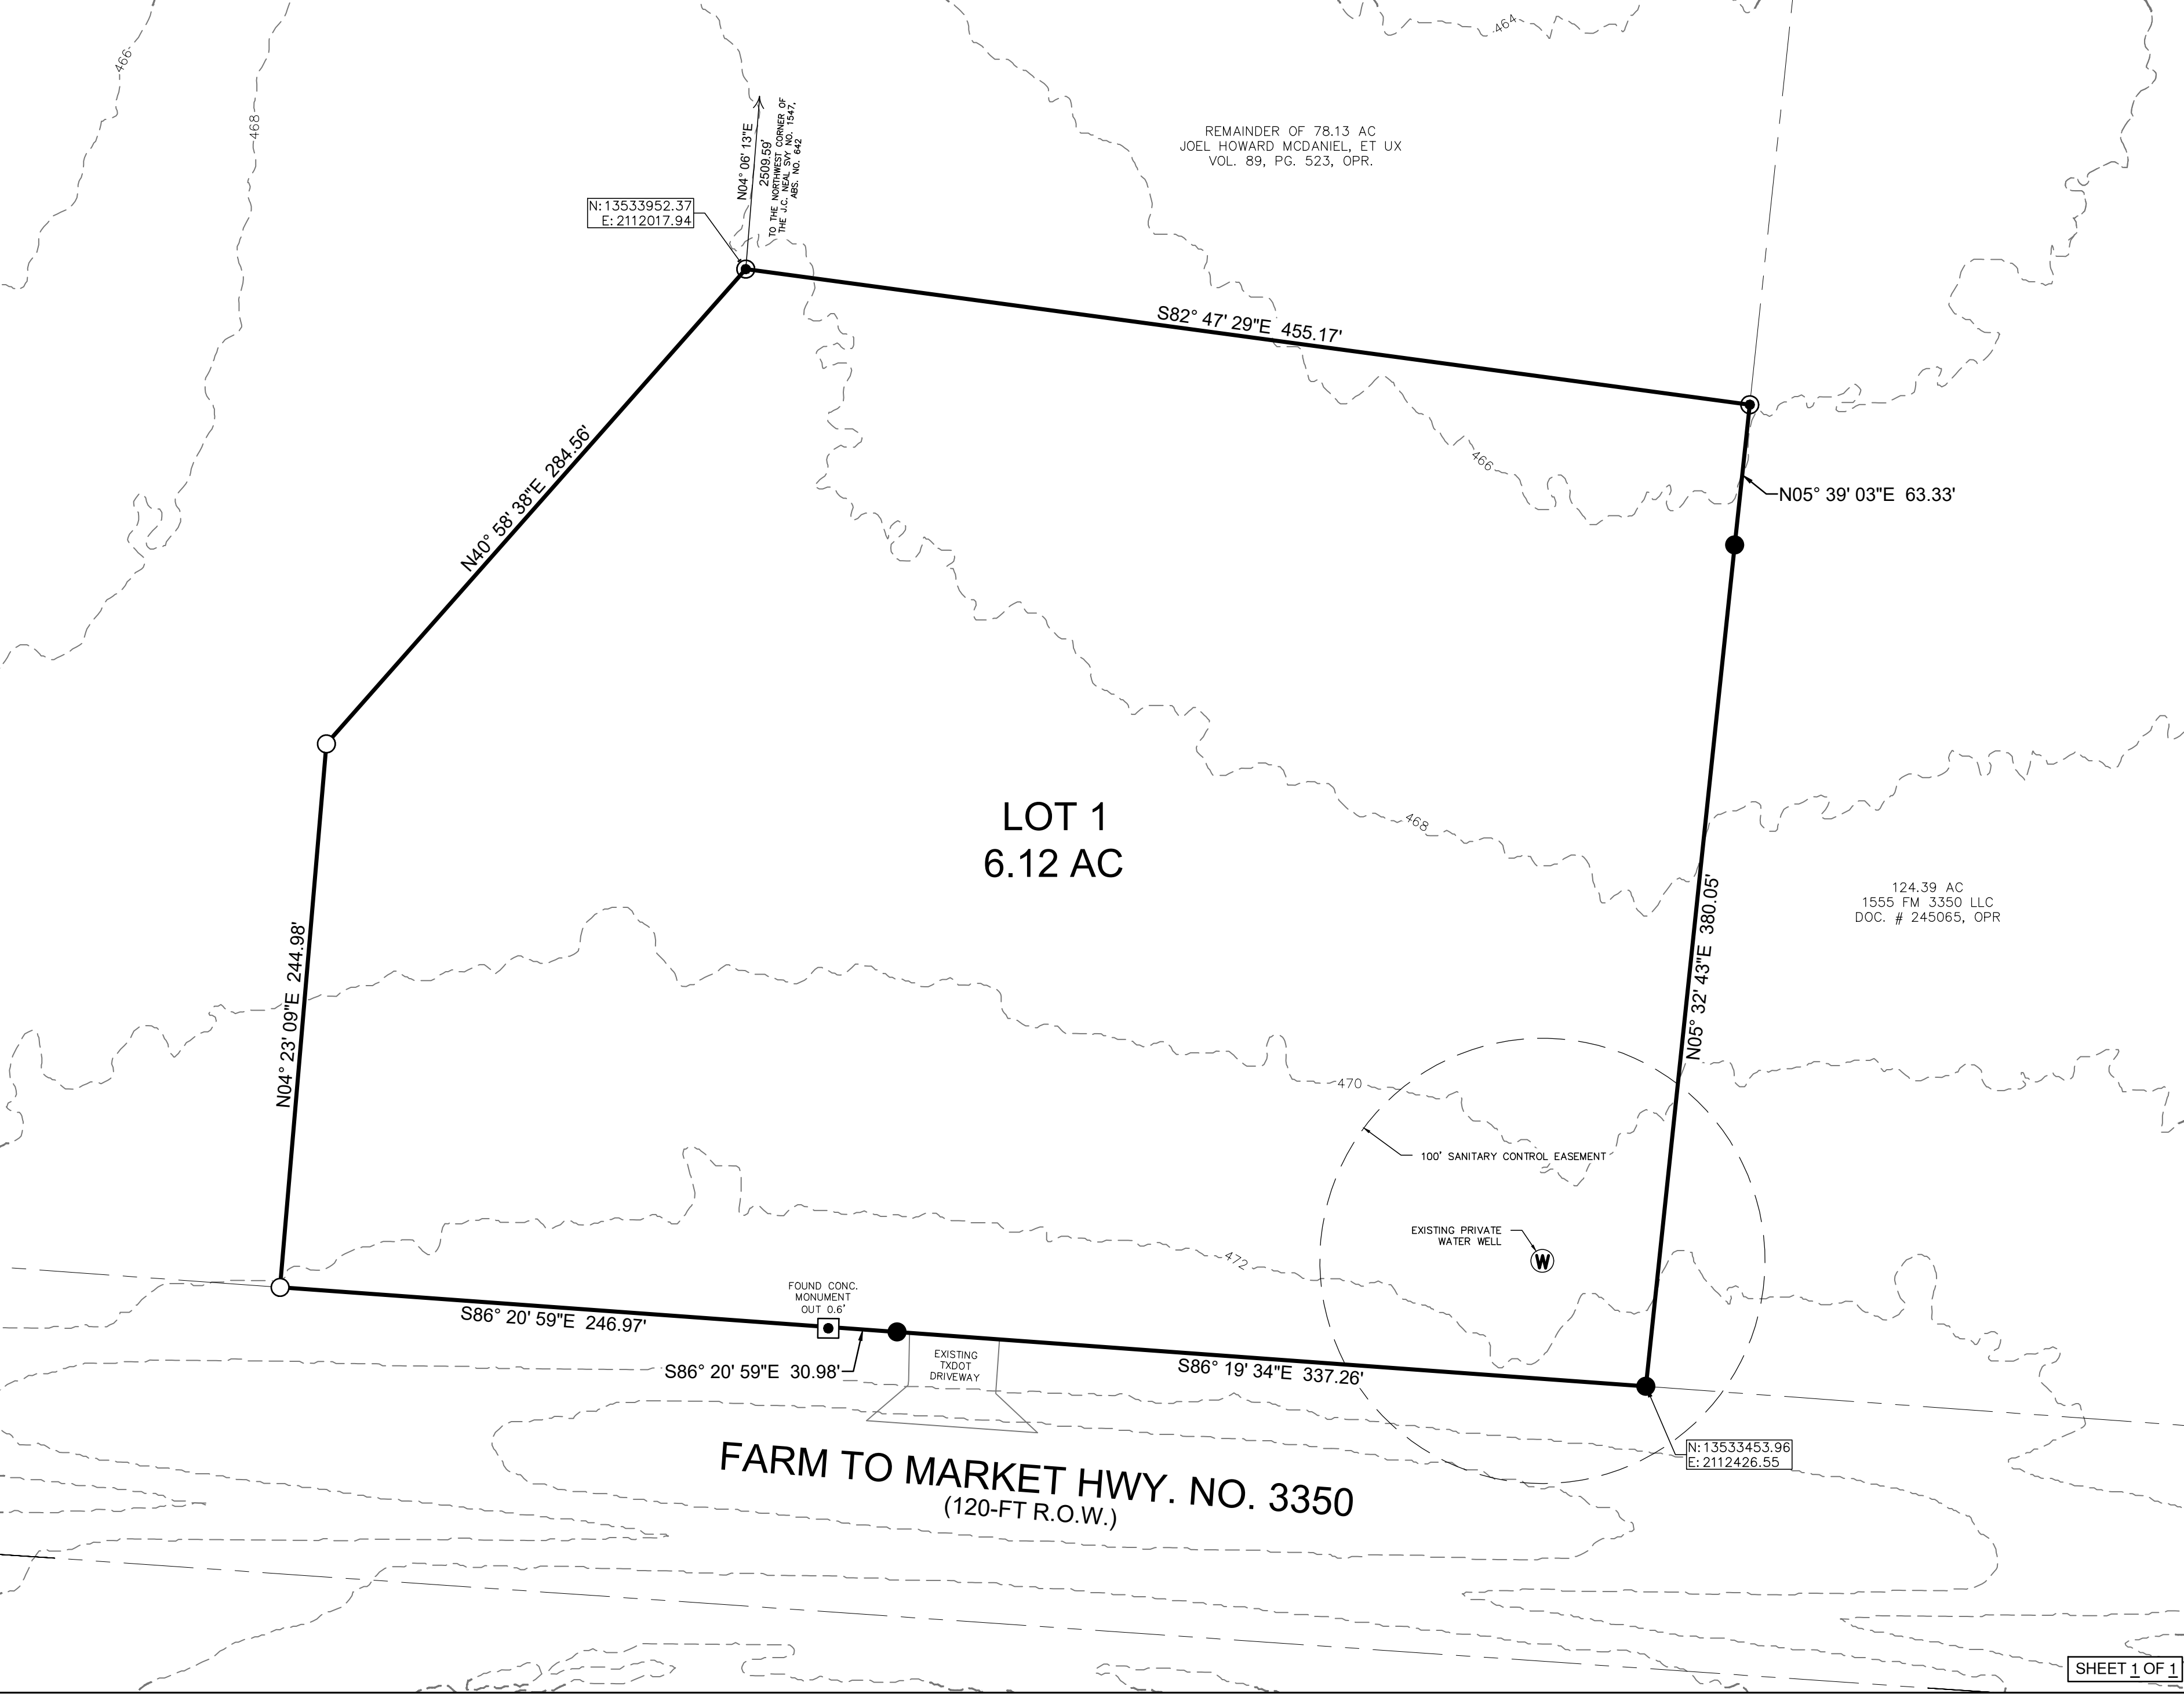 464
466
468
N04° 06' 13"E
2509.59'
TO THE NORTHWEST CORNER OF
THE J.C. NEAL SVY NO. 1547,
ABS. NO. 642
REMAINDER OF 78.13 AC
JOEL HOWARD MCDANIEL, ET UX
VOL. 89, PG. 523, OPR.
N:13533952.37
E:2112017.94
S82° 47' 29"E 455.17'
N40° 58' 38"E 284.56'
466
N05° 39' 03"E 63.33'
LOT 1
6.12 AC
468
124.39 AC
1555 FM 3350 LLC
DOC. # 245065, OPR
N05° 32' 43"E 380.05'
N04° 23' 09"E 244.98'
470
100' SANITARY CONTROL EASEMENT
EXISTING PRIVATE
WATER WELL
W
472
FOUND CONC.
MONUMENT
OUT 0.6'
S86° 20' 59"E 246.97'
S86° 20' 59"E 30.98'
EXISTING
TXDOT
DRIVEWAY
S86° 19' 34"E 337.26'
N:13533453.96
E:2112426.55
FARM TO MARKET HWY. NO. 3350
(120-FT R.O.W.)
SHEET 1 OF 1